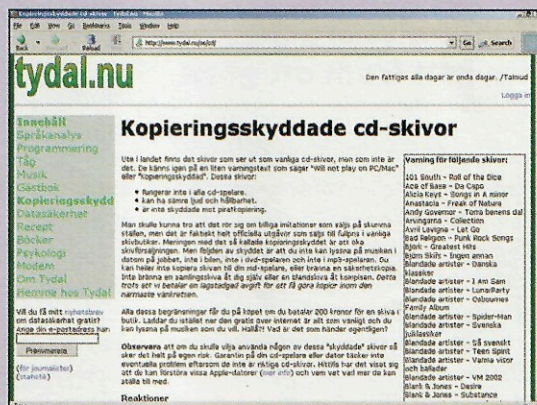 Kopieringsskyddade cd-skivor - Tydal.nu -
File Edit View Go Bookmarks Tools Window Help
Back Reload http://www.tydal.nu/se/cd/ Go Search
tydal.nu
Den fattigas alla dagar är onda dagar. /Talmud
Logga in
Innehåll
Språkanalys
Programmering
Tåg
Musik
Gästbok
Kopieringsskydd
Datasäkerhet
Recept
Böcker
Psykologi
Modem
Om Tydal
Hemma hos Tydal
Vill du få mitt nyhetsbrev
om datasäkerhet gratis?
Ange din e-postadress här:
Prenumerera
(för journalister)
(statistik)
Kopieringsskyddade cd-skivor
Ute i landet finns det skivor som ser ut som vanliga cd-skivor, men som inte är
det. De känns igen på en liten varningstext som säger "Will not play on PC/Mac"
eller "kopieringsskyddad". Dessa skivor:
• fungerar inte i alla cd-spelare.
• kan ha sämre ljud och hållbarhet.
• är inte skyddade mot piratkopiering.
Man skulle kunna tro att det rör sig om billiga imitationer som säljs på skumma
ställen, men det är faktiskt helt officiella utgåvor som säljs till fullpris i vanliga
skivbutiker. Meningen med det så kallade kopieringsskyddet är att öka
skivförsäljningen. Men följden av skyddet är att du inte kan lyssna på musiken i
datorn på jobbet, inte i bilen, inte i dvd-spelaren och inte i mp3-spelaren. Du
kan heller inte kopiera skivan till din md-spelare, eller bränna en säkerhetskopia.
Inte bränna en samlingsskiva åt dig själv eller en blandskiva åt kompisen. Detta
trots att vi betalar en lagstadgad avgift för att få göra kopior inom den
närmaste vänkretsen.
Alla dessa begränsningar får du på köpet om du betalar 200 kronor för en skiva i
butik. Laddar du istället ner den gratis över internet är allt som vanligt och du
kan lyssna på musiken som du vill. Hallå?! Vad är det som händer egentligen?
Observera att om du skulle vilja använda någon av dessa "skyddade" skivor så
sker det helt på egen risk. Garantin på din cd-spelare eller dator täcker inte
eventuella problem eftersom de inte är riktiga cd-skivor. Hittills har det visat sig
att de kan förstöra vissa Apple-datorer (mer info) och vem vet vad mer de kan
ställa till med.
Reaktioner
Varning för följande skivor:
101 South - Roll of the Dice
Ace of Base - Da Capo
Alicia Keys - Songs in A minor
Anastacia - Freak of Nature
Andy Governor - Toma benens dal
Arvingarna - Collection
Avril Lavigne - Let Go
Bad Religion - Punk Rock Songs
Björk - Greatest Hits
Björn Skifs - Ingen annan
Blandade artister - Danska
klassiker
Blandade artister - I Am Sam
Blandade artister - LunarParty
Blandade artister - Osbournes
Family Album
Blandade artister - Spider-Man
Blandade artister - Svenska
jukklassiker
Blandade artister - Så svenskt
Blandade artister - Teen Spirit
Blandade artister - Valma visor
och ballader
Blandade artister - VM 2002
Blank & Jones - Desire
Blank & Jones - Substance